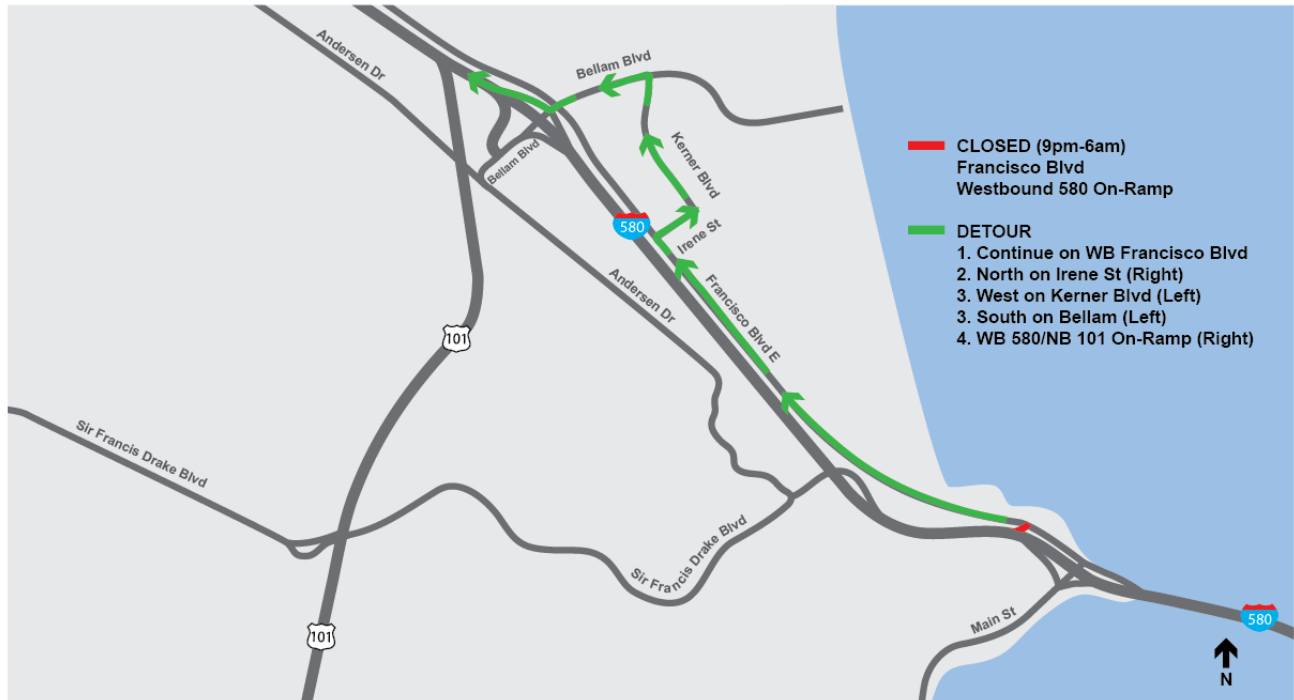 Andersen Dr
Bellam Blvd
Bellam Blvd
Kerner Blvd
Irene St
580
Andersen Dr
Francisco Blvd E
101
Sir Francis Drake Blvd
Sir Francis Drake Blvd
101
Main St
580
N
CLOSED (9pm-6am)
Francisco Blvd
Westbound 580 On-Ramp
DETOUR
1. Continue on WB Francisco Blvd
2. North on Irene St (Right)
3. West on Kerner Blvd (Left)
3. South on Bellam (Left)
4. WB 580/NB 101 On-Ramp (Right)